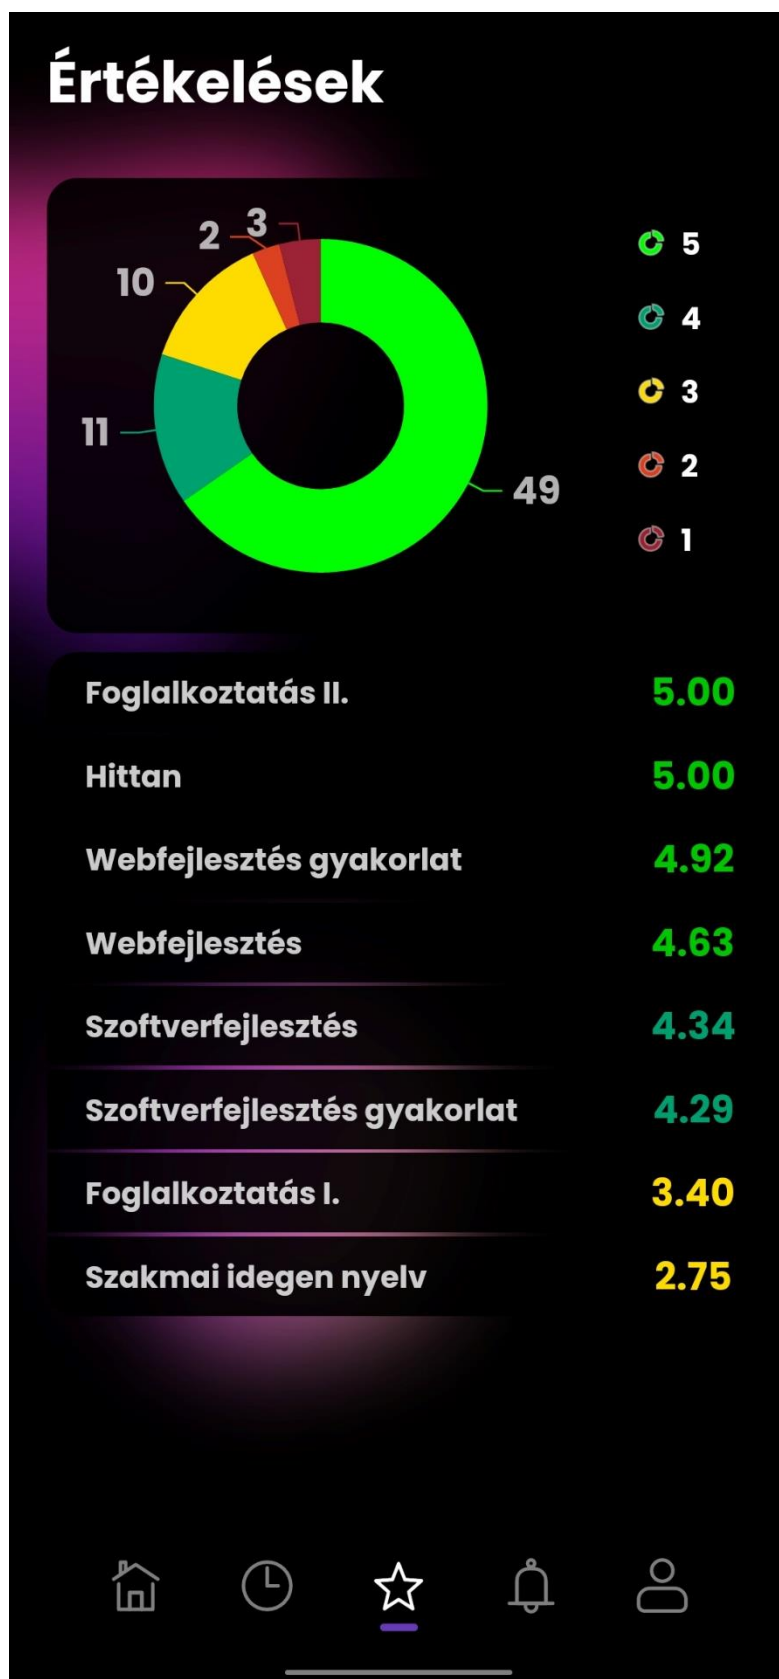 Értékelések
2
3
10
11
49
5
4
3
2
1
Foglalkoztatás II. 5.00
Hittan 5.00
Webfejlesztés gyakorlat 4.92
Webfejlesztés 4.63
Szoftverfejlesztés 4.34
Szoftverfejlesztés gyakorlat 4.29
Foglalkoztatás I. 3.40
Szakmai idegen nyelv 2.75